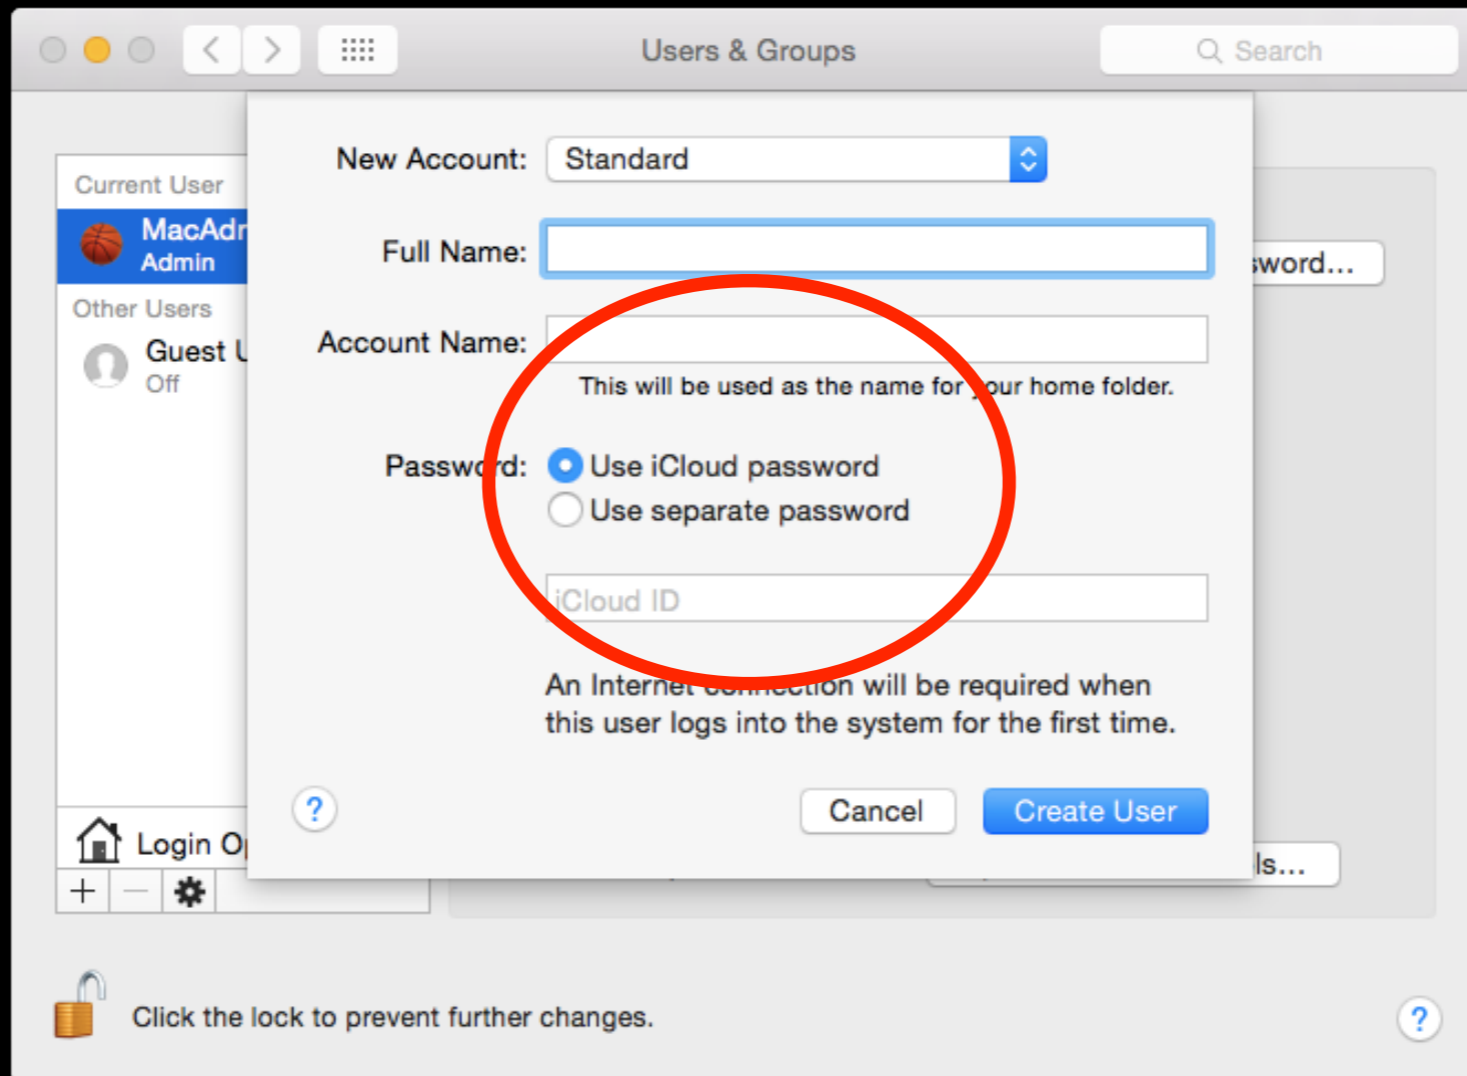 Users & Groups
Search
New Account: Standard
Current User
MacAdr
Admin
Full Name:
sword...
Other Users
Guest U
Off
Account Name:
This will be used as the name for your home folder.
Password: Use iCloud password
Use separate password
iCloud ID
An Internet connection will be required when
this user logs into the system for the first time.
? Cancel Create User
Login Op
ls...
Click the lock to prevent further changes.
?